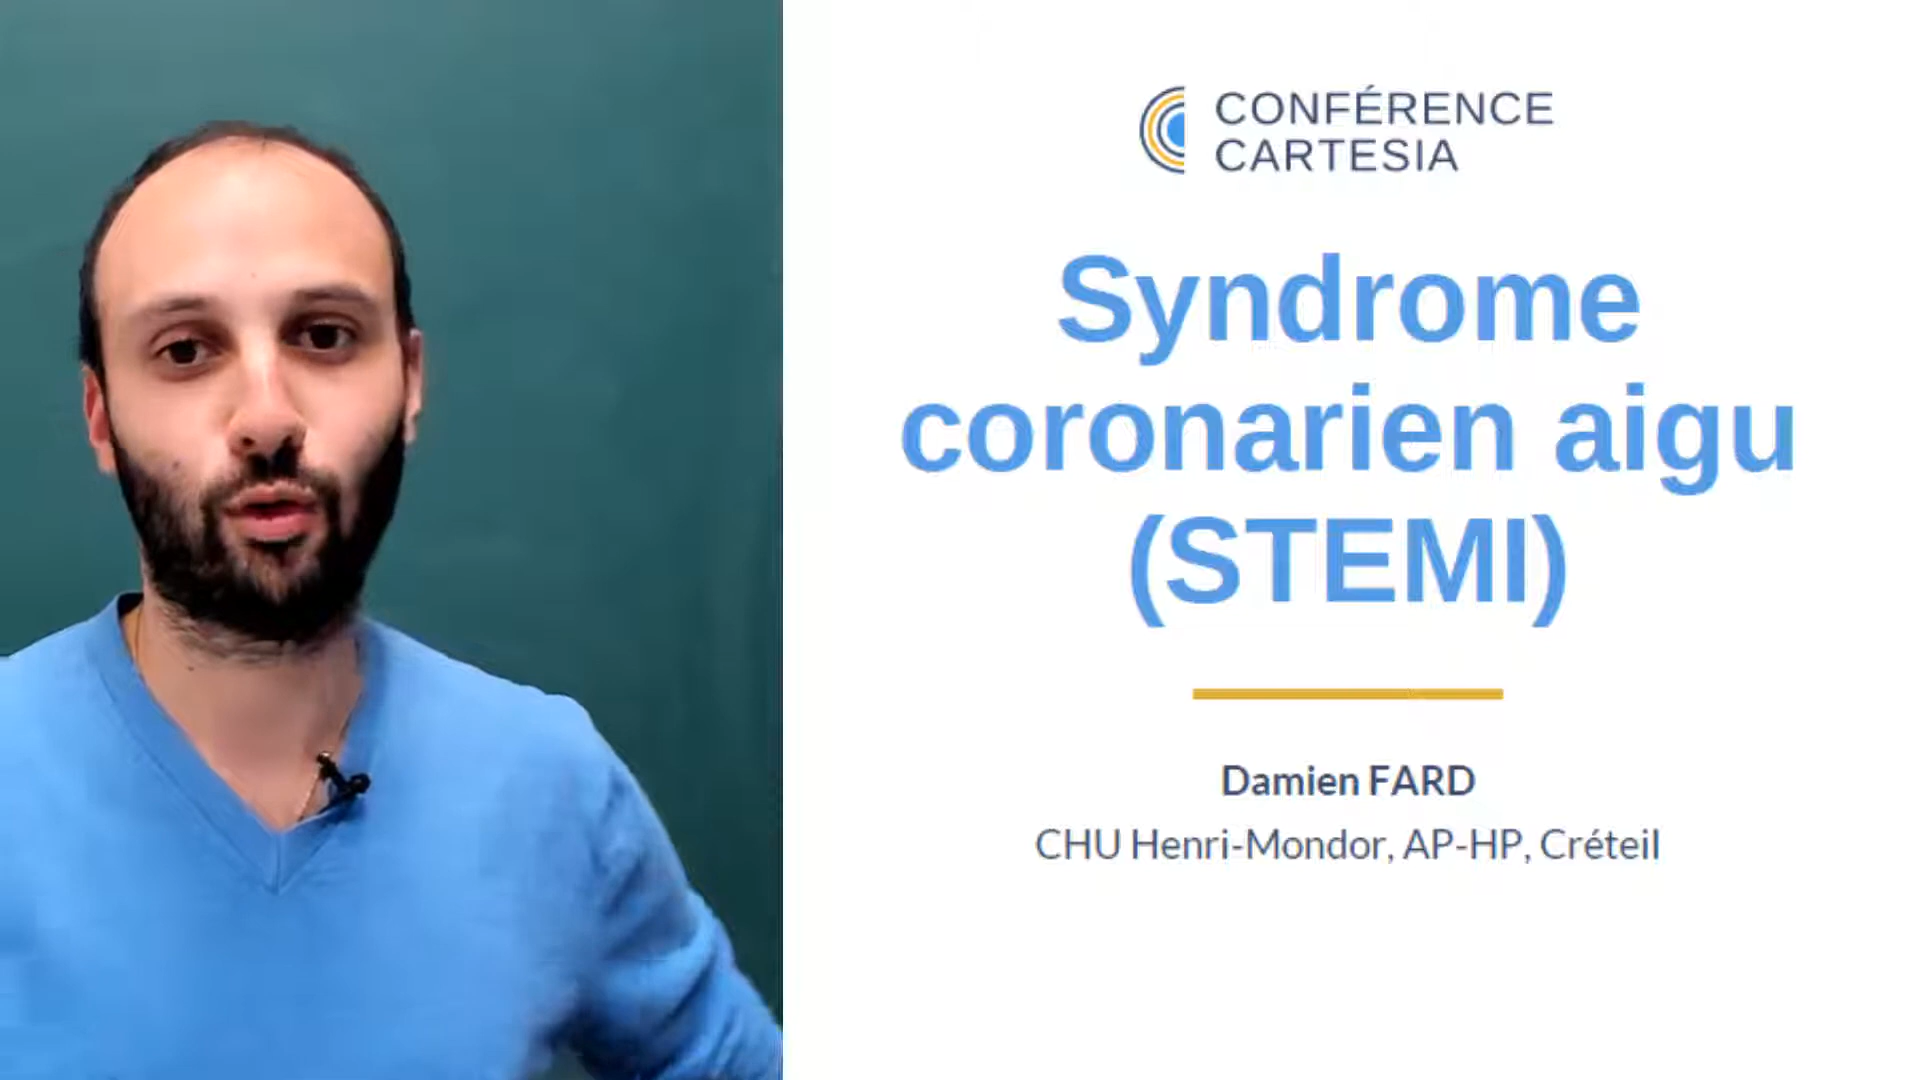 CONFÉRENCE
CARTESIA
Syndrome
coronarien aigu
(STEMI)
Damien FARD
CHU Henri-Mondor, AP-HP, Créteil